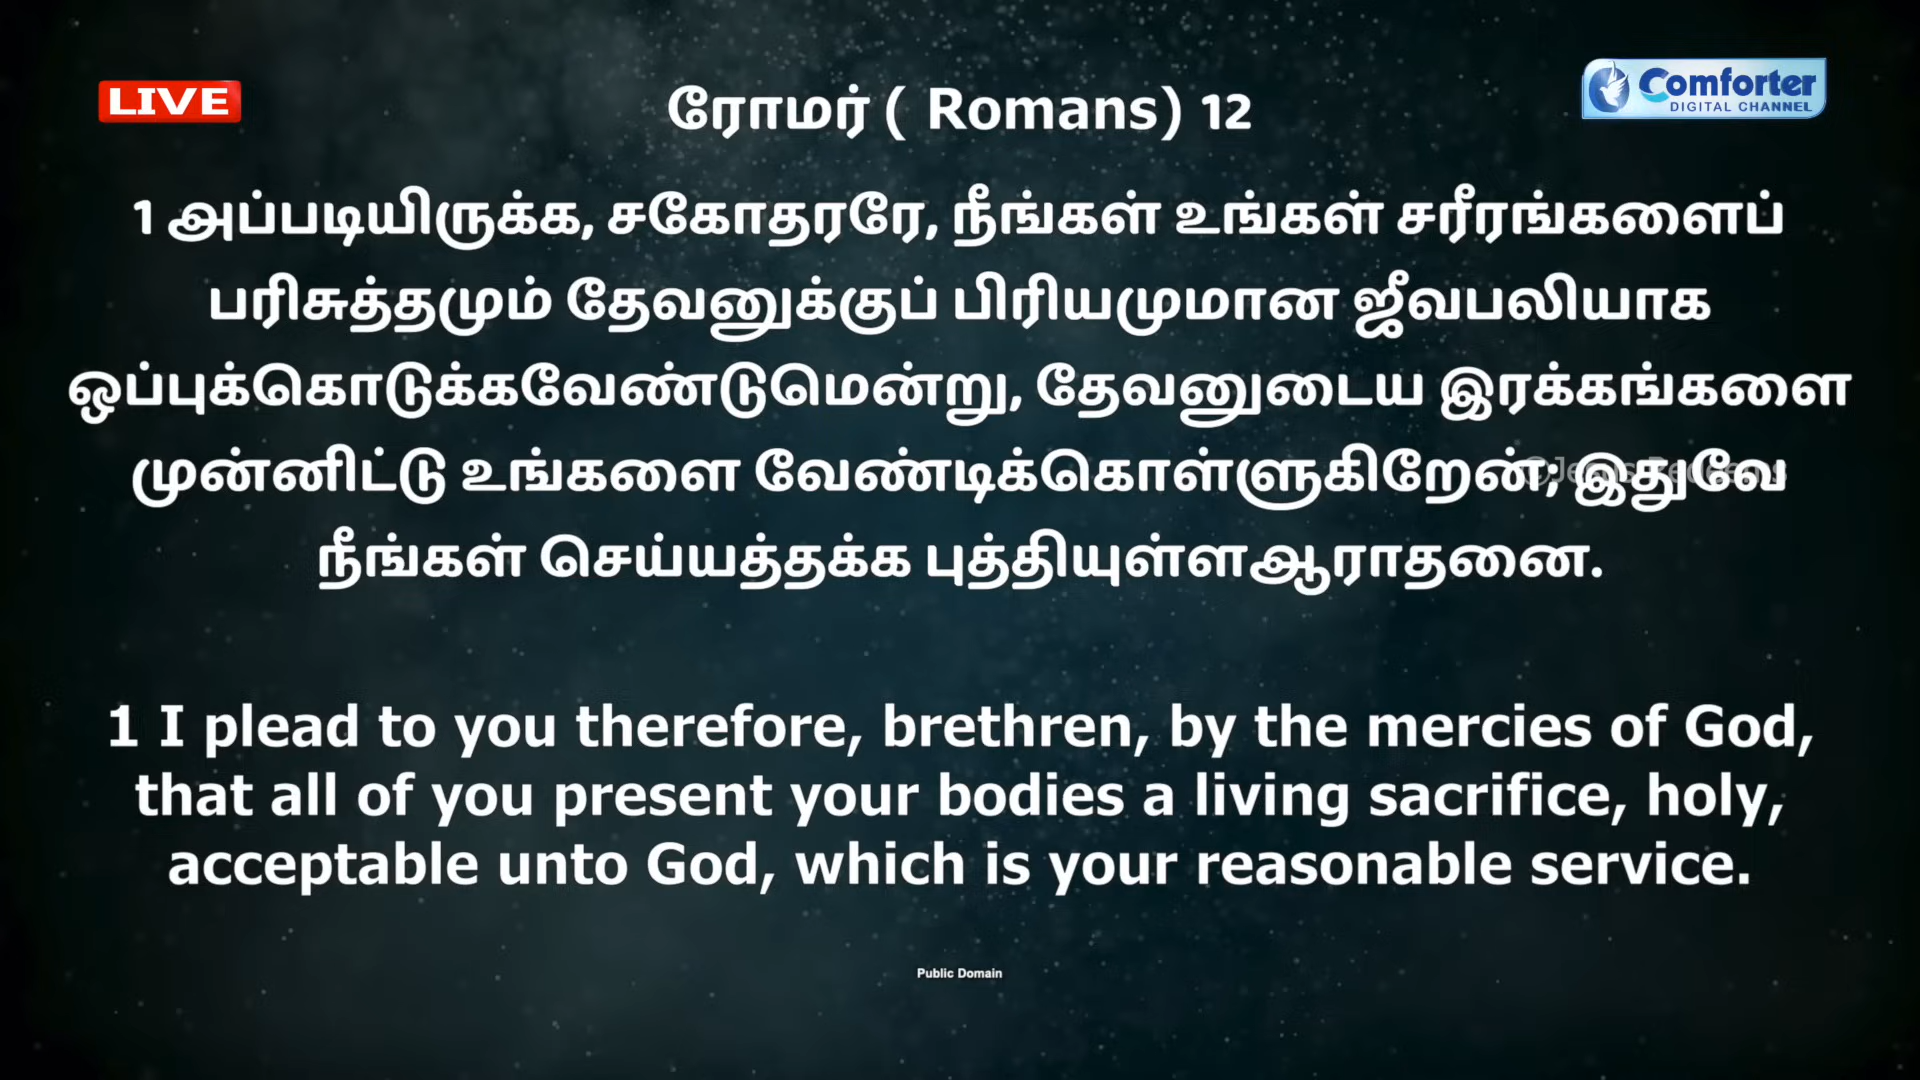 LIVE
ரோமர் ( Romans) 12
Comforter
DIGITAL CHANNEL
1 அப்படியிருக்க, சகோதரரே, நீங்கள் உங்கள் சரீரங்களைப்
பரிசுத்தமும் தேவனுக்குப் பிரியமுமான ஜீவபலியாக
ஒப்புக்கொடுக்கவேண்டுமென்று, தேவனுடைய இரக்கங்களை
முன்னிட்டு உங்களை வேண்டிக்கொள்ளுகிறேன்; இதுவே
நீங்கள் செய்யத்தக்க புத்தியுள்ளஆராதனை.
1 I plead to you therefore, brethren, by the mercies of God,
that all of you present your bodies a living sacrifice, holy,
acceptable unto God, which is your reasonable service.
Public Domain